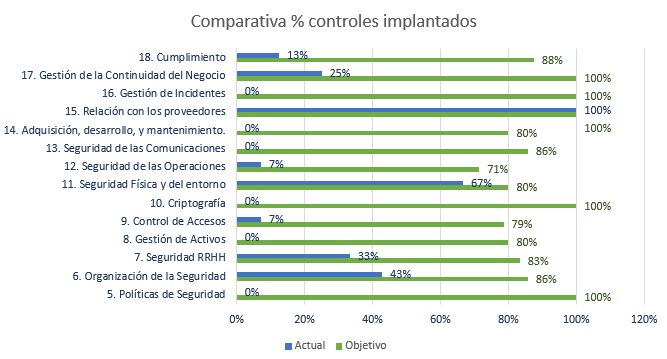 Comparativa % controles implantados
18. Cumplimiento 13% 88%
17. Gestión de la Continuidad del Negocio 25% 100%
16. Gestión de Incidentes 0% 100%
15. Relación con los proveedores 100% 100%
14. Adquisición, desarrollo, y mantenimiento. 0% 80%
13. Seguridad de las Comunicaciones 0% 86%
12. Seguridad de las Operaciones 7% 71%
11. Seguridad Física y del entorno 67% 80%
10. Criptografía 0% 100%
9. Control de Accesos 7% 79%
8. Gestión de Activos 0% 80%
7. Seguridad RRHH 33% 83%
6. Organización de la Seguridad 43% 86%
5. Políticas de Seguridad 0% 100%
0% 20% 40% 60% 80% 100% 120%
Actual Objetivo